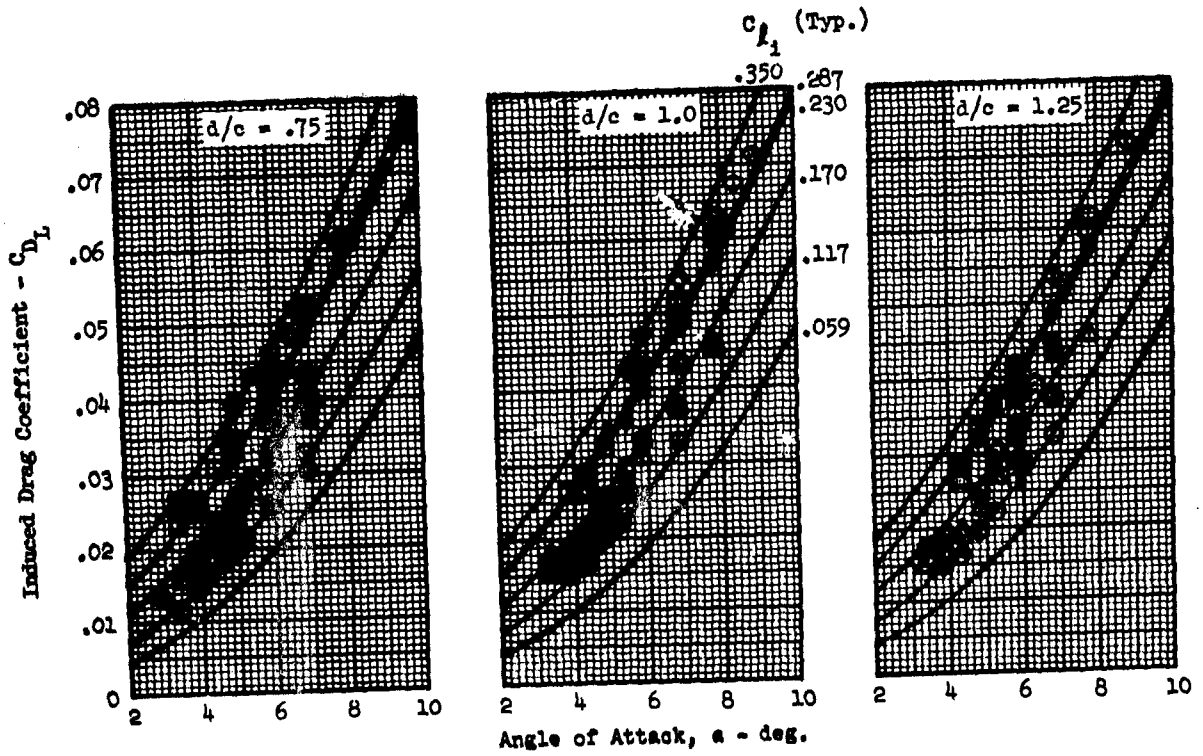 C_{ℓ_i} (Typ.)
.350 .287
.230
.170
.117
.059
d/c = .75
d/c = 1.0
d/c = 1.25
Induced Drag Coefficient - C_{D_L}
.08
.07
.06
.05
.04
.03
.02
.01
0
2 4 6 8 10
2 4 6 8 10
2 4 6 8 10
Angle of Attack, a ~ deg.